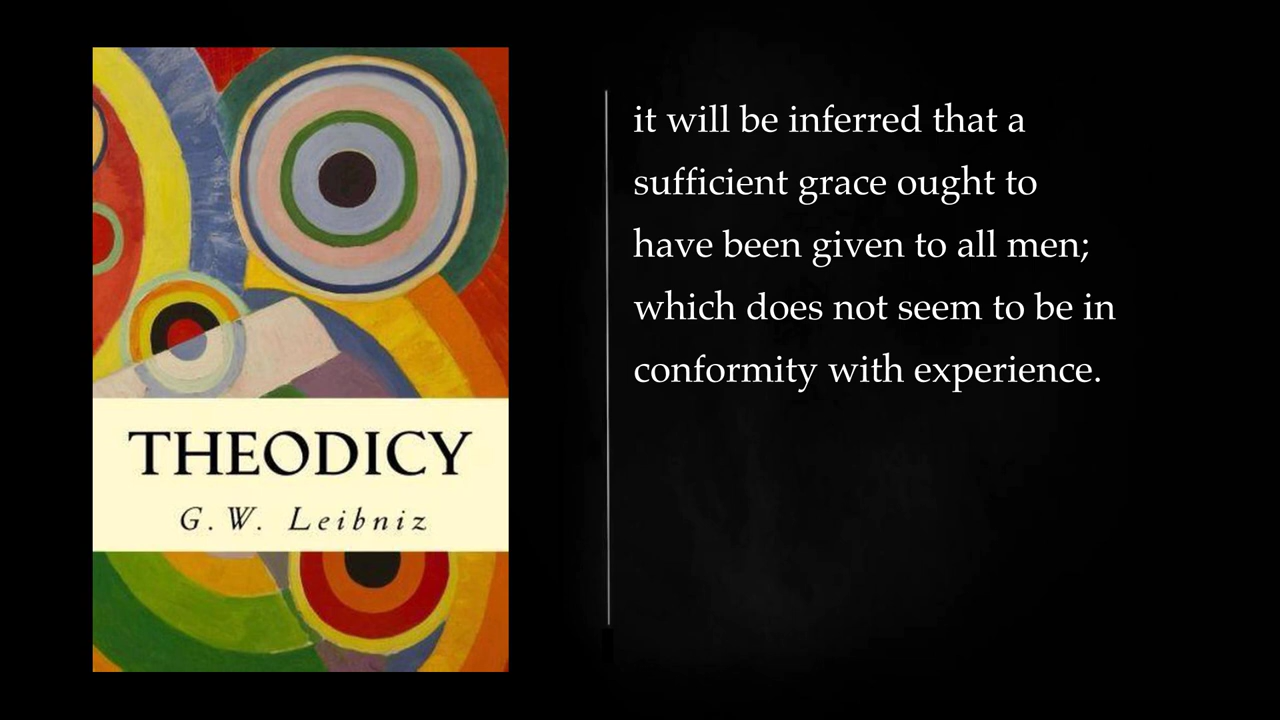 THEODICY
G. W. Leibniz
it will be inferred that a
sufficient grace ought to
have been given to all men;
which does not seem to be in
conformity with experience.